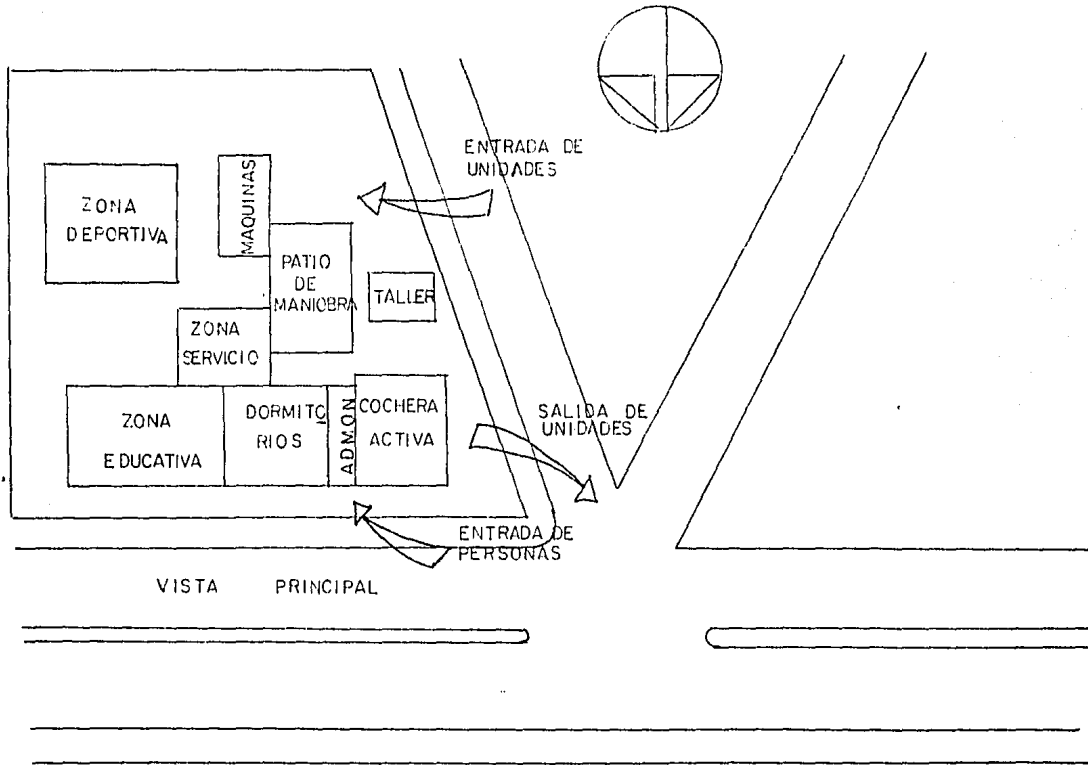 ENTRADA DE
UNIDADES
ZONA
DEPORTIVA
MAQUINAS
PATIO
DE
MANIOBRA
TALLER
ZONA
SERVICIO
ZONA
EDUCATIVA
DORMITO
RIOS
ADMON
COCHERA
ACTIVA
SALIDA DE
UNIDADES
ENTRADA DE
PERSONAS
VISTA PRINCIPAL